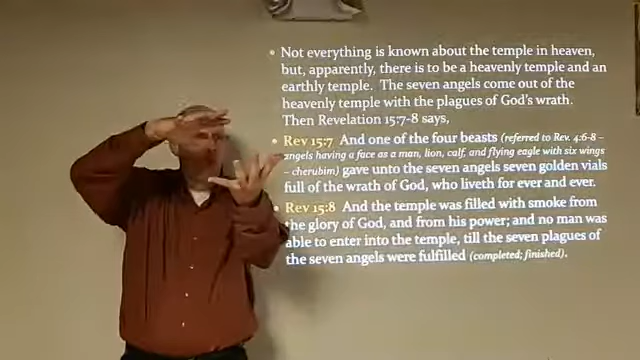 • Not everything is known about the temple in heaven,
but, apparently, there is to be a heavenly temple and an
earthly temple. The seven angels come out of the
heavenly temple with the plagues of God's wrath.
Then Revelation 15:7-8 says,
• Rev 15:7 And one of the four beasts (referred to Rev. 4:6-8 –
angels having a face as a man, lion, calf, and flying eagle with six wings
– cherubim) gave unto the seven angels seven golden vials
full of the wrath of God, who liveth for ever and ever.
• Rev 15:8 And the temple was filled with smoke from
the glory of God, and from his power; and no man was
able to enter into the temple, till the seven plagues of
the seven angels were fulfilled (completed; finished).